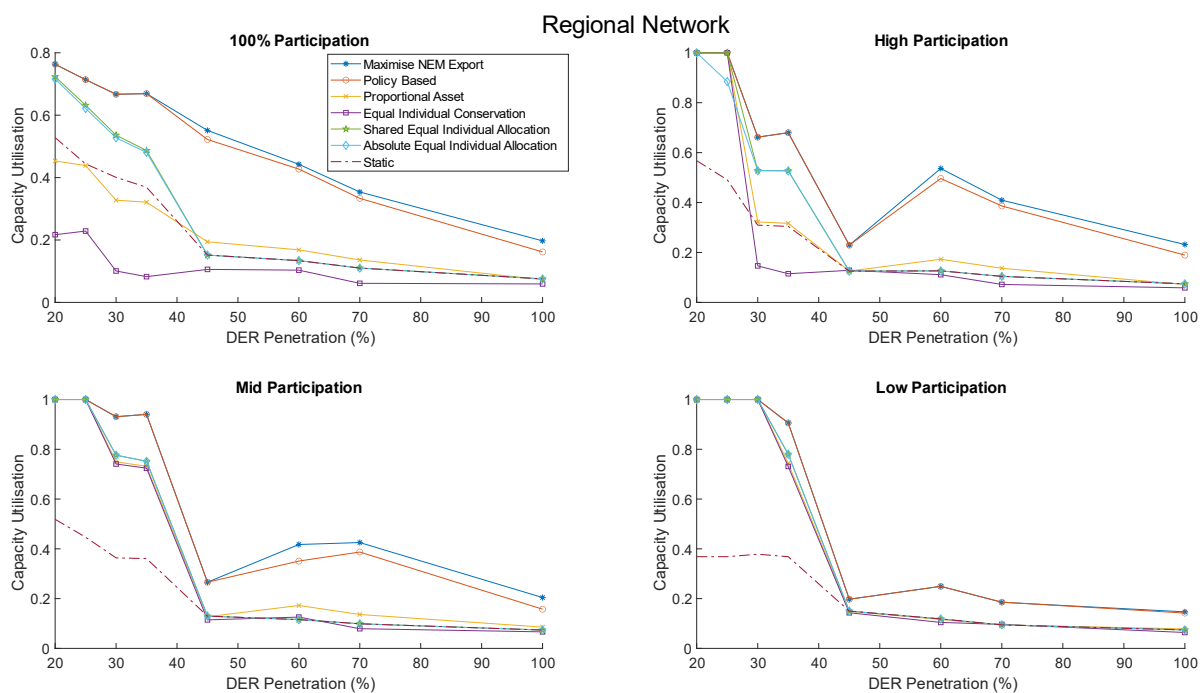 Regional Network
100% Participation
0.8
0.6
0.4
0.2
0
Capacity Utilisation
20 30 40 50 60 70 80 90 100
DER Penetration (%)
Maximise NEM Export
Policy Based
Proportional Asset
Equal Individual Conservation
Shared Equal Individual Allocation
Absolute Equal Individual Allocation
Static
High Participation
1
0.8
0.6
0.4
0.2
0
Capacity Utilisation
20 30 40 50 60 70 80 90 100
DER Penetration (%)
Mid Participation
1
0.8
0.6
0.4
0.2
0
Capacity Utilisation
20 30 40 50 60 70 80 90 100
DER Penetration (%)
Low Participation
1
0.8
0.6
0.4
0.2
0
Capacity Utilisation
20 30 40 50 60 70 80 90 100
DER Penetration (%)